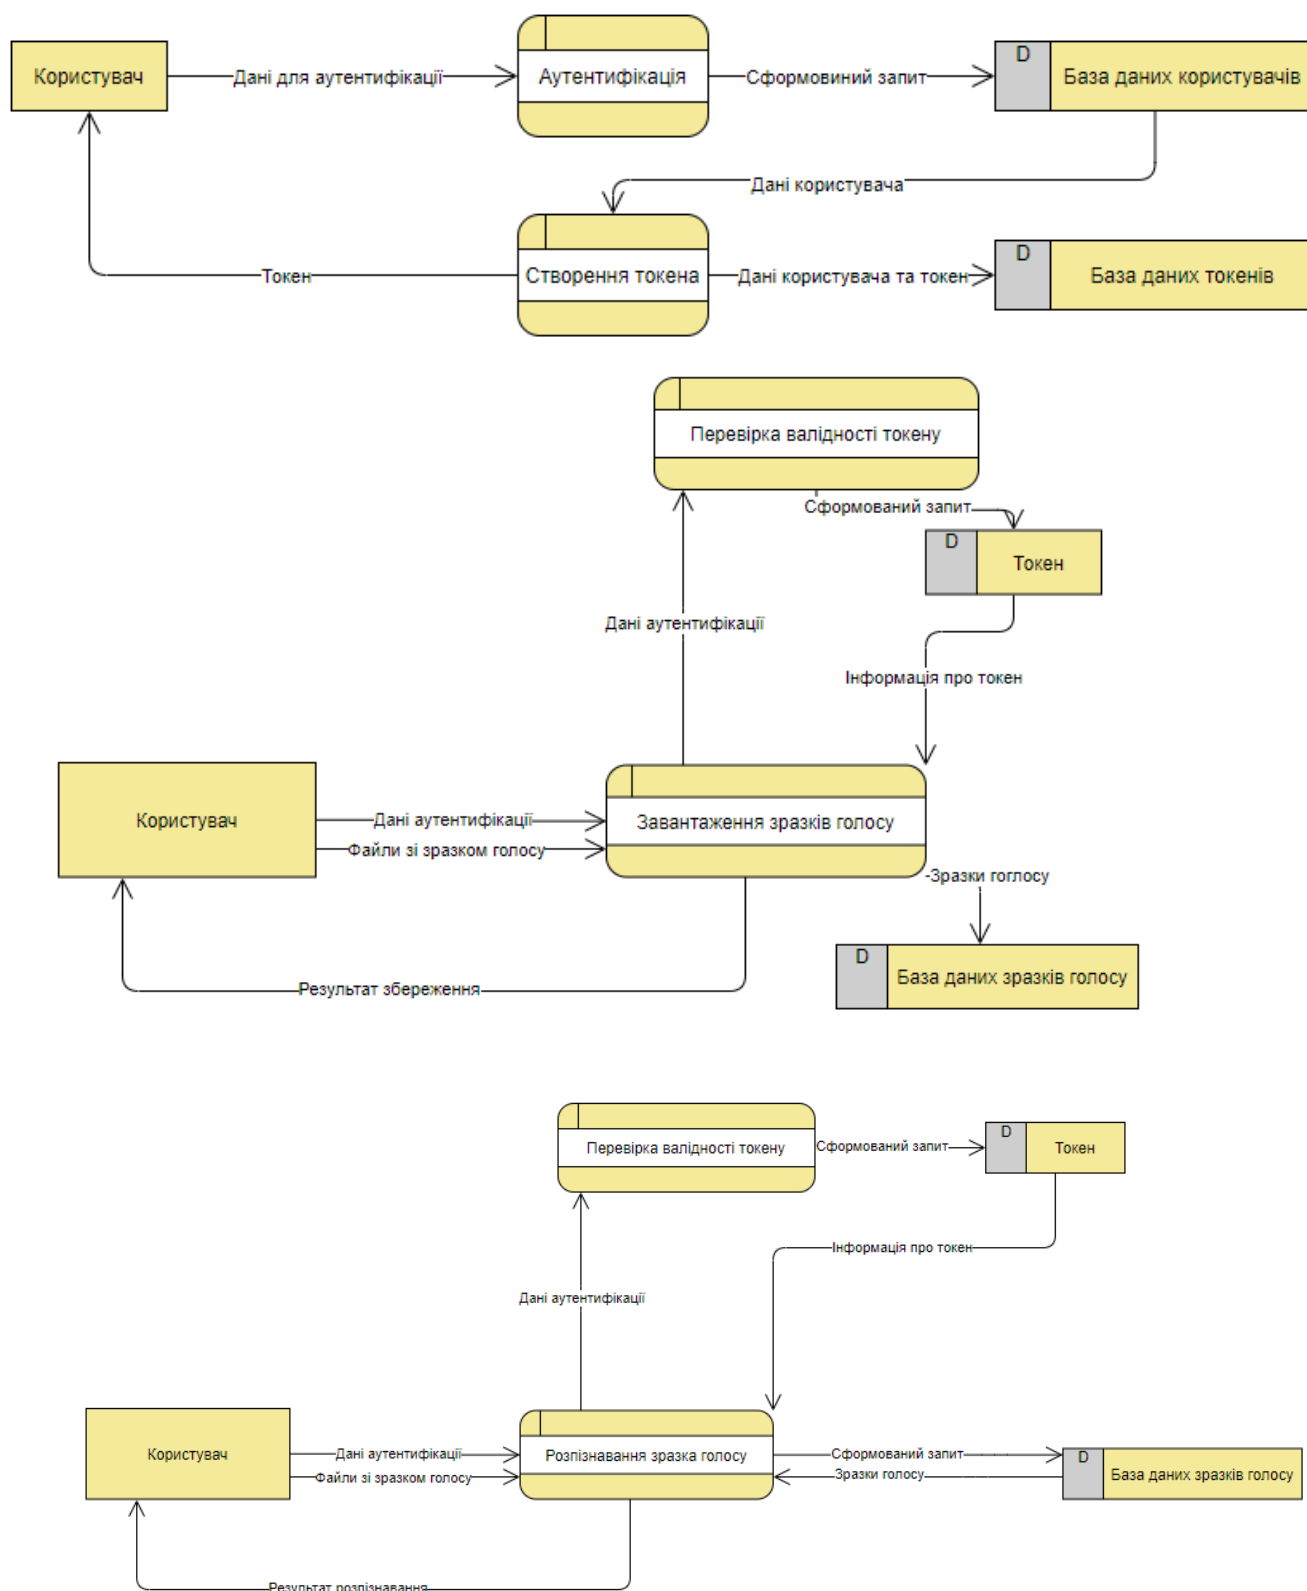 Користувач
Дані для аутентифікації
Аутентифікація
Сформовиний запит
D
База даних користувачів
Дані користувача
Токен
Створення токена
Дані користувача та токен
D
База даних токенів
Перевірка валідності токену
Сформований запит
D
Токен
Дані аутентифікації
Інформація про токен
Користувач
Дані аутентифікації
Файли зі зразком голосу
Завантаження зразків голосу
-Зразки гоглосу
D
База даних зразків голосу
Результат збереження
Перевірка валідності токену
Сформований запит
D
Токен
Інформація про токен
Дані аутентифікації
Користувач
Дані аутентифікації
Файли зі зразком голосу
Розпізнавання зразка голосу
Сформований запит
Зразки голосу
D
База даних зразків голосу
Результат розпізнавання